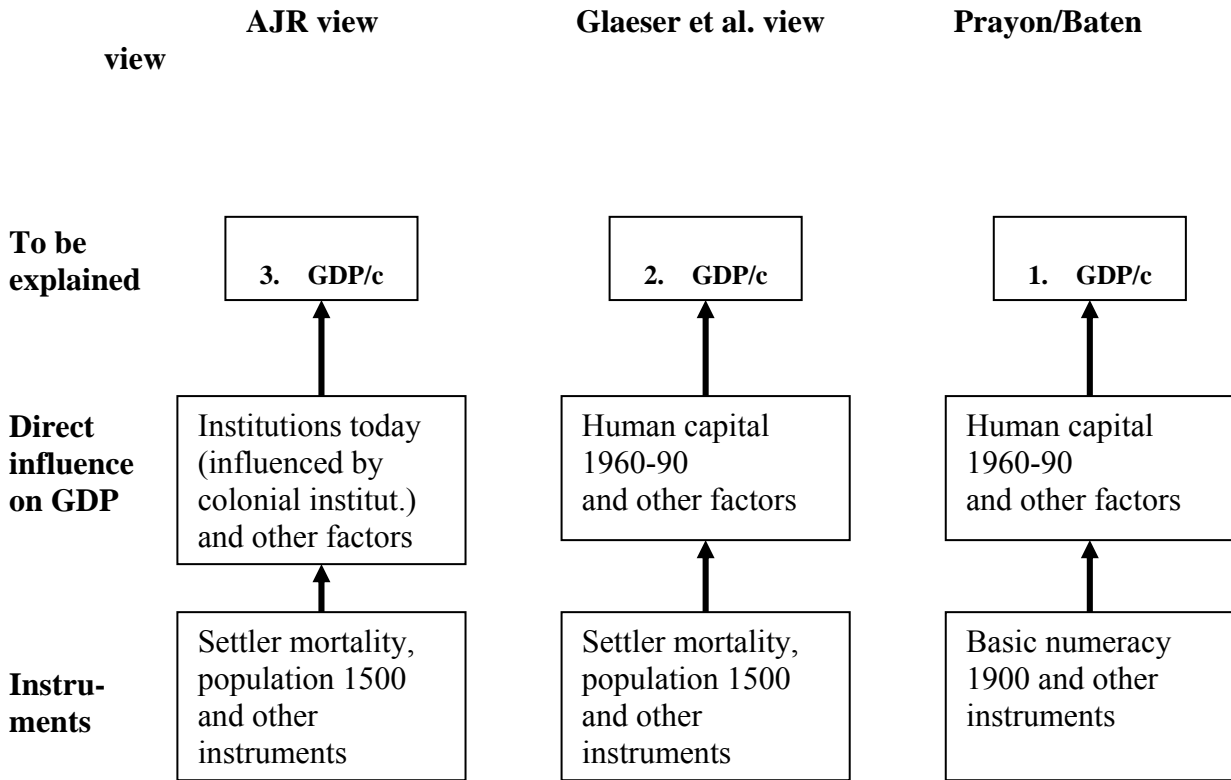 AJR view Glaeser et al. view Prayon/Baten
view
To be
explained
3. GDP/c
2. GDP/c
1. GDP/c
Direct
influence
on GDP
Institutions today
(influenced by
colonial institut.)
and other factors
Human capital
1960-90
and other factors
Human capital
1960-90
and other factors
Instru-
ments
Settler mortality,
population 1500
and other
instruments
Settler mortality,
population 1500
and other
instruments
Basic numeracy
1900 and other
instruments